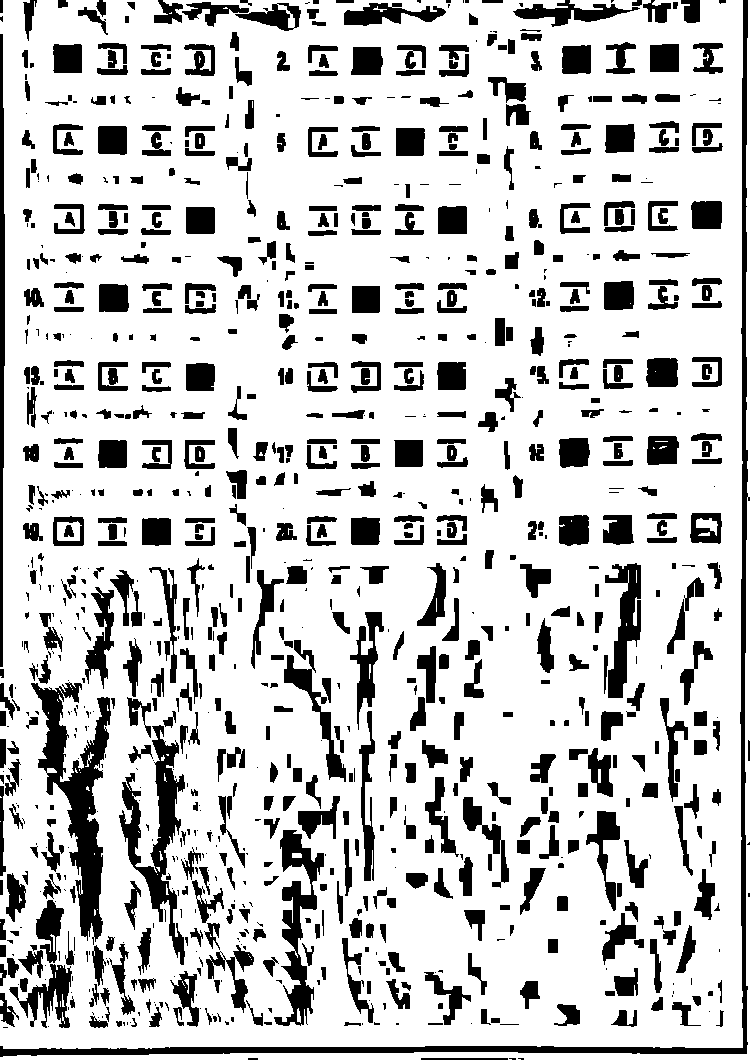 1. B C D 2. A C D 3. B D
4. A C D 5 A B C 6. A C D
7. A B C 8. A B C 9. A B C
10. A C D 11. A C D 12. A C D
13. A B C 14 A B C 15. A B D
16 A C D 17 A B D 18 B D
19. A B C 20. A C D 21. C